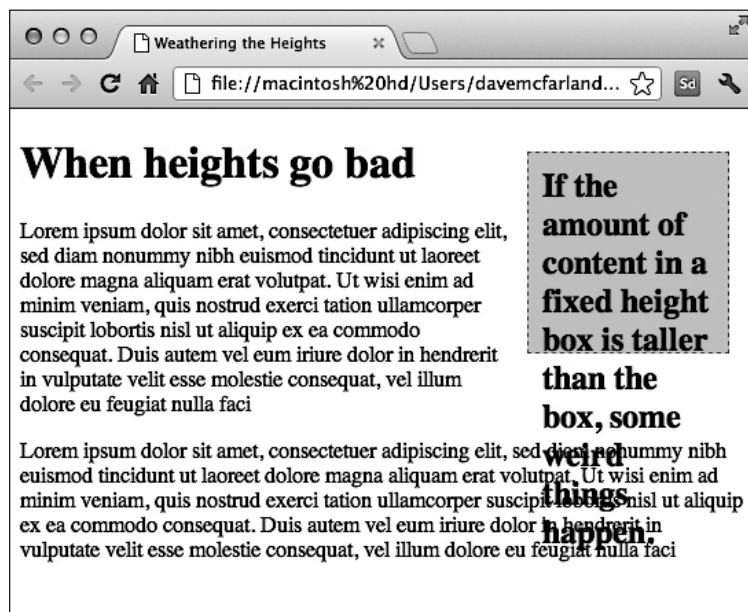 Weathering the Heights
file://macintosh%20hd/Users/davemcfarland...
Sd
When heights go bad
Lorem ipsum dolor sit amet, consectetuer adipiscing elit,
sed diam nonummy nibh euismod tincidunt ut laoreet
dolore magna aliquam erat volutpat. Ut wisi enim ad
minim veniam, quis nostrud exerci tation ullamcorper
suscipit lobortis nisl ut aliquip ex ea commodo
consequat. Duis autem vel eum iriure dolor in hendrerit
in vulputate velit esse molestie consequat, vel illum
dolore eu feugiat nulla faci
If the
amount of
content in a
fixed height
box is taller
than the
box, some
weird
things
happen.
Lorem ipsum dolor sit amet, consectetuer adipiscing elit, sed diam nonummy nibh
euismod tincidunt ut laoreet dolore magna aliquam erat volutpat. Ut wisi enim ad
minim veniam, quis nostrud exerci tation ullamcorper suscipit lobortis nisl ut aliquip
ex ea commodo consequat. Duis autem vel eum iriure dolor in hendrerit in
vulputate velit esse molestie consequat, vel illum dolore eu feugiat nulla faci